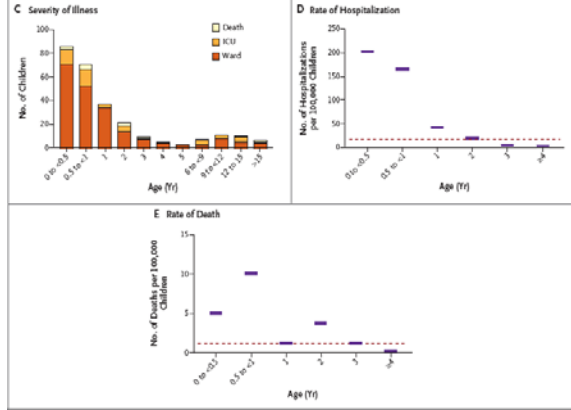 C Severity of Illness
Death
ICU
Ward
No. of Children
100
80
60
40
20
0
0 to <0.5
0.5 to <1
1
2
3
4
5
6 to <9
9 to <12
12 to 15
>15
Age (Yr)
D Rate of Hospitalization
No. of Hospitalizations
per 100,000 Children
250
200
150
100
50
0
0 to <0.5
0.5 to <1
1
2
3
≥4
Age (Yr)
E Rate of Death
No. of Deaths per 100,000
Children
15
10
5
0
0 to <0.5
0.5 to <1
1
2
3
≥4
Age (Yr)